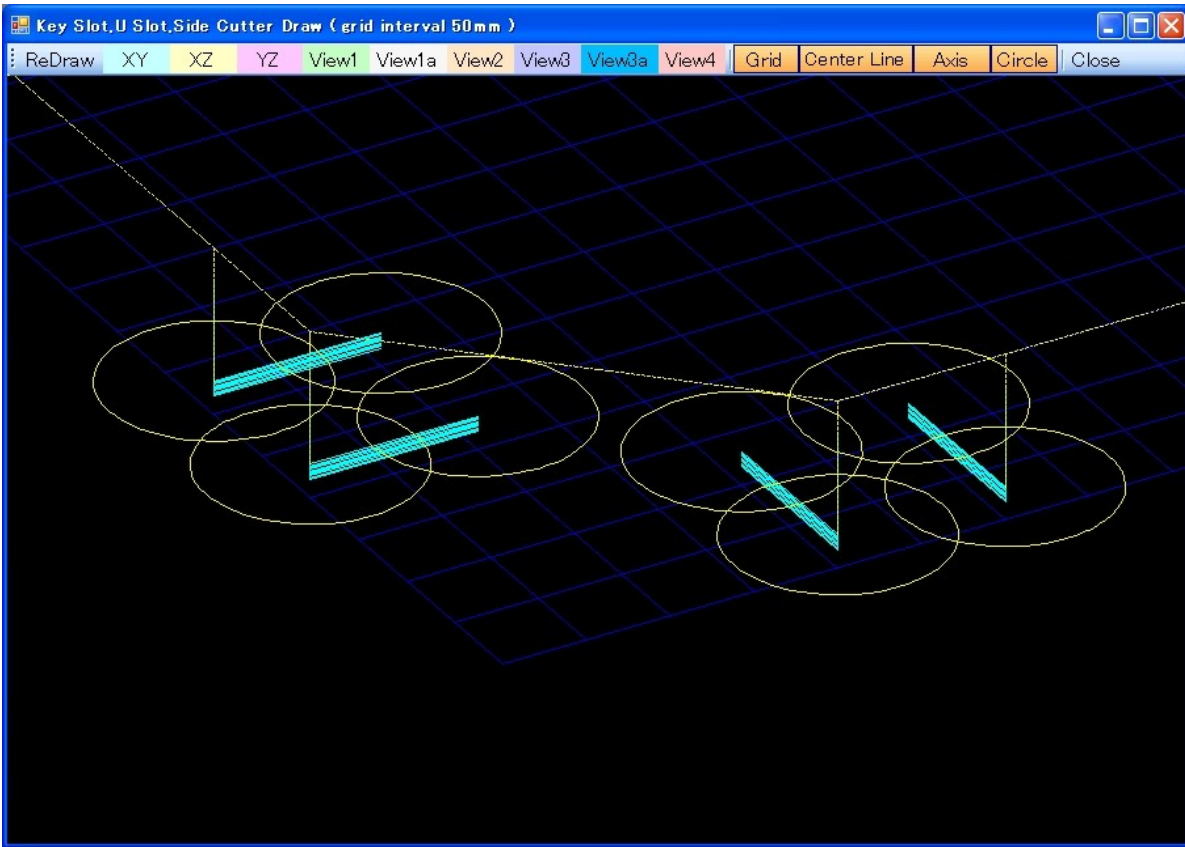 Key Slot,U Slot,Side Cutter Draw ( grid interval 50mm )
ReDraw XY XZ YZ View1 View1a View2 View3 View3a View4 Grid Center Line Axis Circle Close